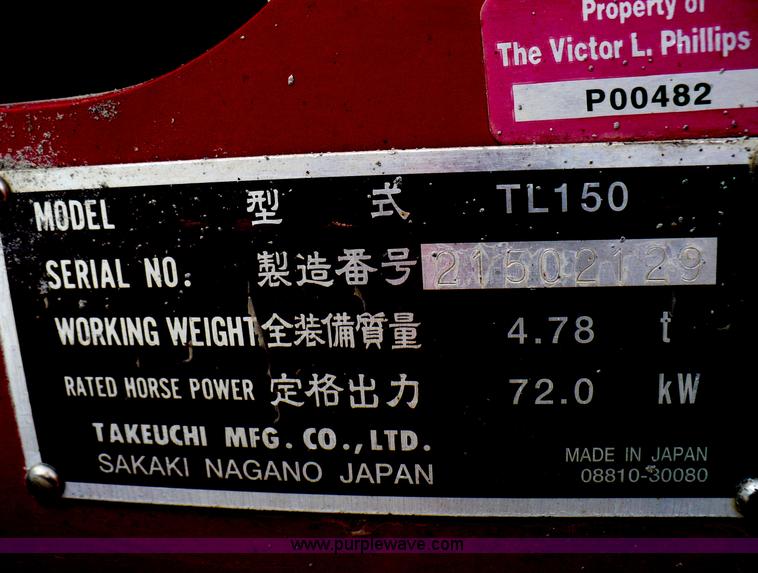 Property of
The Victor L. Phillips
P00482
MODEL 型 式 TL150
SERIAL NO: 製造番号 21502129
WORKING WEIGHT 全装備質量 4.78 t
RATED HORSE POWER 定格出力 72.0 kW
TAKEUCHI MFG. CO., LTD.
SAKAKI NAGANO JAPAN
MADE IN JAPAN
08810-30080
www.purplewave.com